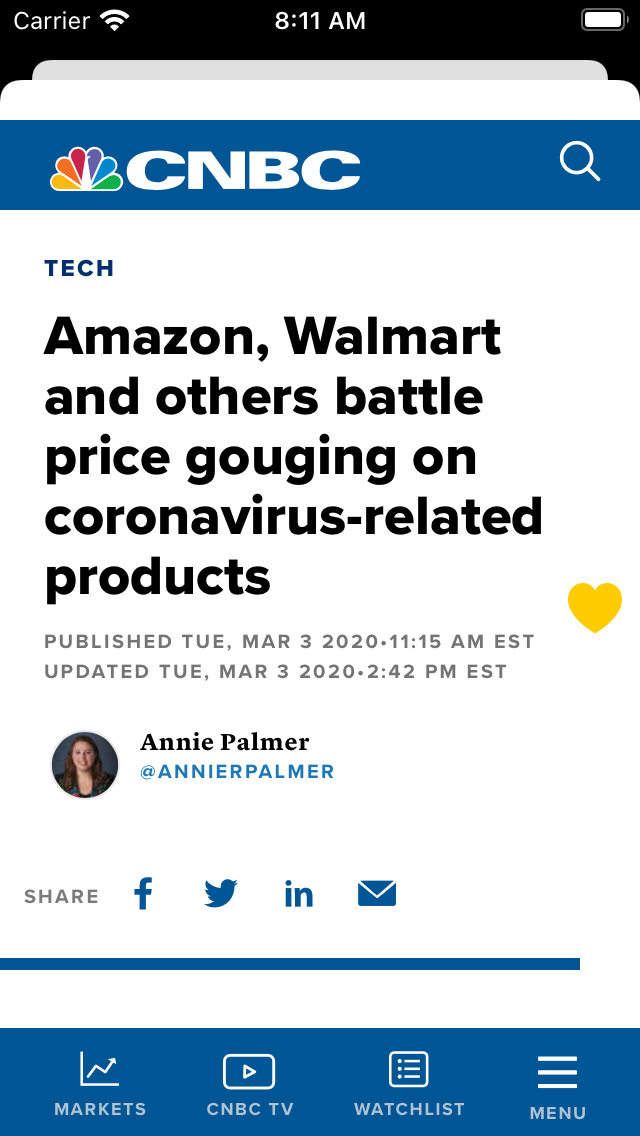 Carrier 8:11 AM
CNBC
TECH
Amazon, Walmart
and others battle
price gouging on
coronavirus-related
products
PUBLISHED TUE, MAR 3 2020•11:15 AM EST
UPDATED TUE, MAR 3 2020•2:42 PM EST
Annie Palmer
@ANNIERPALMER
SHARE
MARKETS CNBC TV WATCHLIST MENU